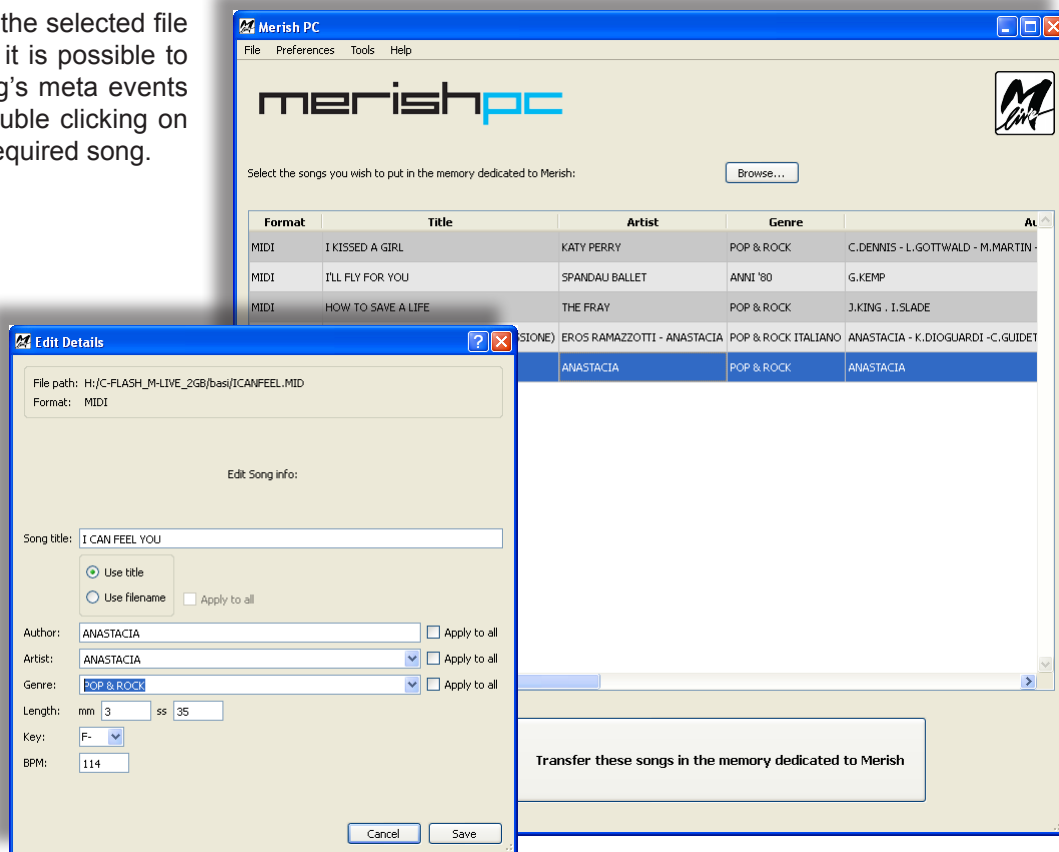 the selected file
it is possible to
g's meta events
uble clicking on
equired song.
Merish PC
File Preferences Tools Help
merishpc
M live
Select the songs you wish to put in the memory dedicated to Merish:
Browse...
Format Title Artist Genre Au
MIDI I KISSED A GIRL KATY PERRY POP & ROCK C.DENNIS - L.GOTTWALD - M.MARTIN -
MIDI I'LL FLY FOR YOU SPANDAU BALLET ANNI '80 G.KEMP
MIDI HOW TO SAVE A LIFE THE FRAY POP & ROCK J.KING . I.SLADE
SSIONE) EROS RAMAZZOTTI - ANASTACIA POP & ROCK ITALIANO ANASTACIA - K.DIOGUARDI -C.GUIDET
ANASTACIA POP & ROCK ANASTACIA
Transfer these songs in the memory dedicated to Merish
Edit Details
File path: H:/C-FLASH_M-LIVE_2GB/basi/ICANFEEL.MID
Format: MIDI
Edit Song info:
Song title: I CAN FEEL YOU
Use title
Use filename Apply to all
Author: ANASTACIA Apply to all
Artist: ANASTACIA Apply to all
Genre: POP & ROCK Apply to all
Length: mm 3 ss 35
Key: F-
BPM: 114
Cancel Save